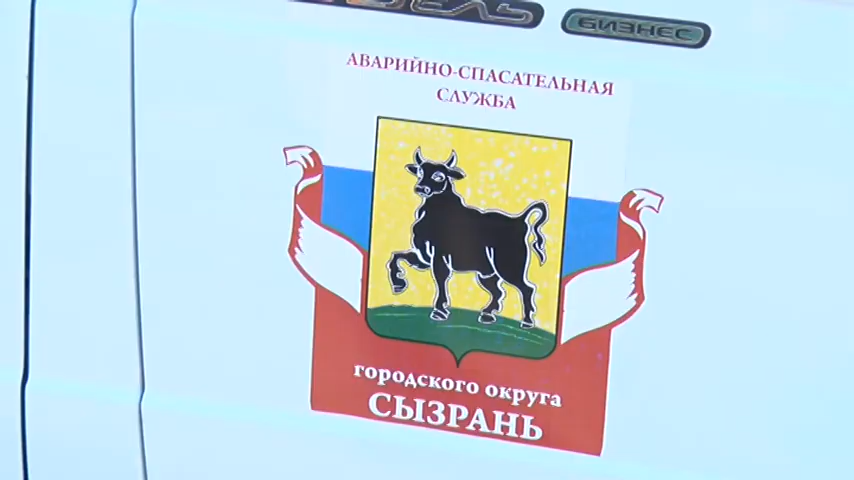 БИЗНЕС
АВАРИЙНО-СПАСАТЕЛЬНАЯ
СЛУЖБА
городского округа
СЫЗРАНЬ